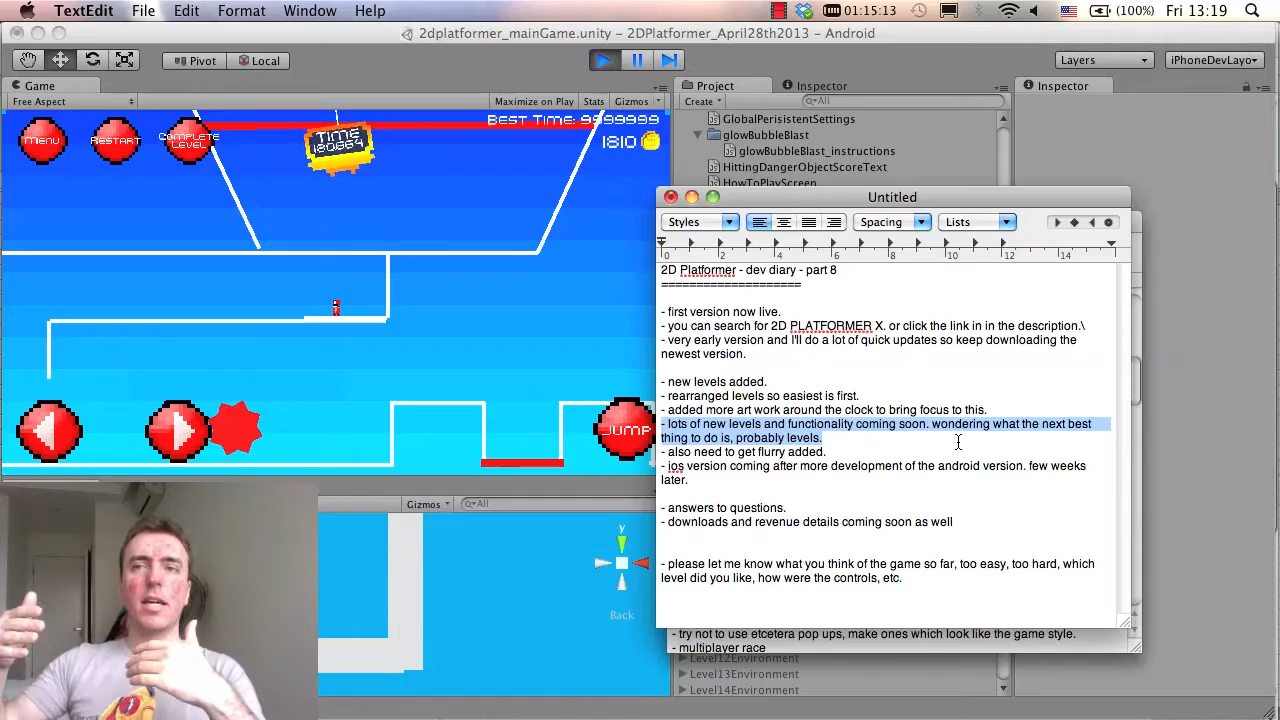 TextEdit File Edit Format Window Help 01:15:13 (100%) Fri 13:19
2dplatformer_mainGame.unity - 2DPlatformer_April28th2013 - Android
Pivot Local Layers iPhoneDevLayo
Game Project Inspector Inspector
Free Aspect Maximize on Play Stats Gizmos Create All
GlobalPerisistentSettings
glowBubbleBlast
glowBubbleBlast_instructions
HittingDangerObjectScoreText
HowToPlayScreen
BEST TIME: 9999999
MENU RESTART COMPLETE LEVEL TIME 1810
JUMP
Untitled
Styles Spacing Lists
0 2 4 6 8 10 12 14
2D Platformer - dev diary - part 8
====================
- first version now live.
- you can search for 2D PLATFORMER X. or click the link in in the description.\
- very early version and I'll do a lot of quick updates so keep downloading the
newest version.
- new levels added.
- rearranged levels so easiest is first.
- added more art work around the clock to bring focus to this.
- lots of new levels and functionality coming soon. wondering what the next best
thing to do is, probably levels.
- also need to get flurry added.
- ios version coming after more development of the android version. few weeks
later.
- answers to questions.
- downloads and revenue details coming soon as well
- please let me know what you think of the game so far, too easy, too hard, which
level did you like, how were the controls, etc.
Gizmos All
y
Back
- try not to use etcetera pop ups, make ones which look like the game style.
- multiplayer race
Level12Environment
Level13Environment
Level14Environment